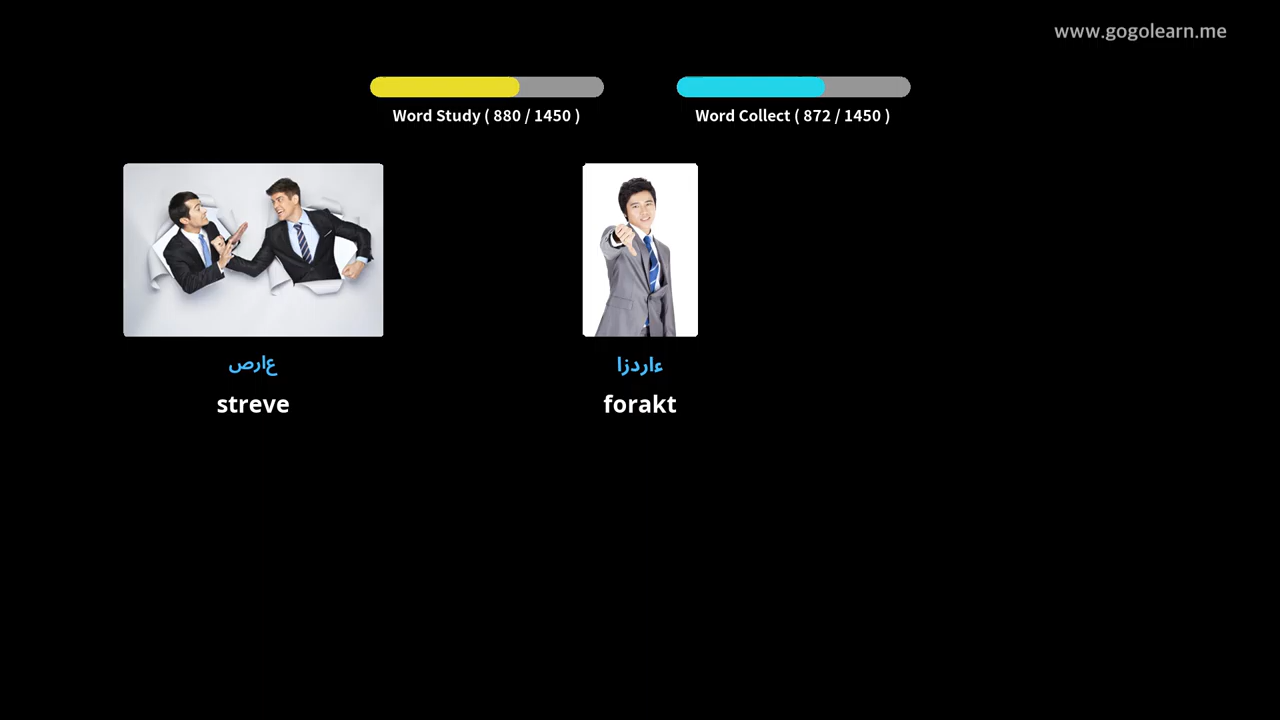 www.gogolearn.me
Word Study ( 880 / 1450 )
Word Collect ( 872 / 1450 )
عارص
ءاردزا
streve
forakt